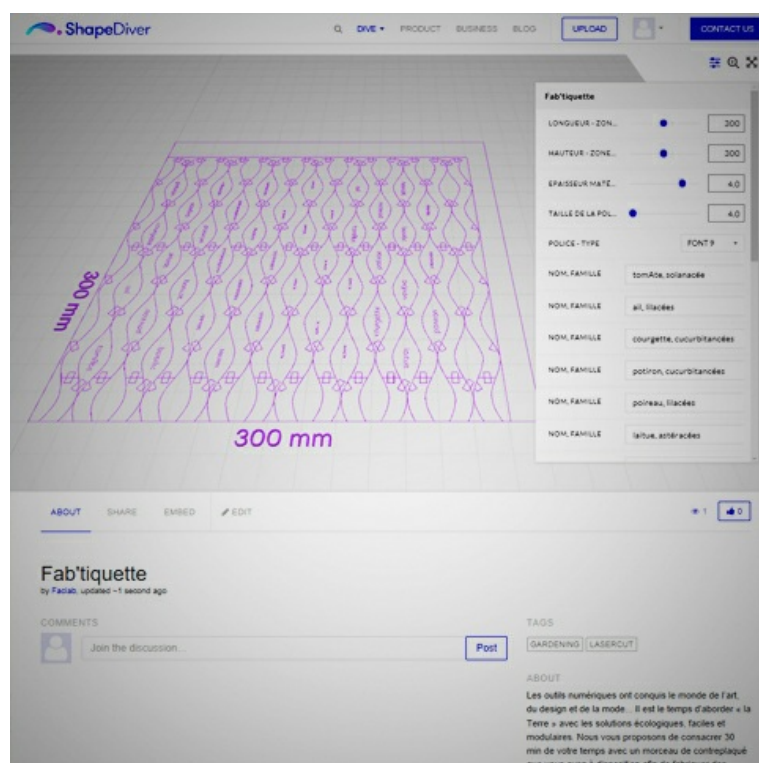 ShapeDiver
DIVE
PRODUCT
BUSINESS
BLOG
UPLOAD
CONTACT US
Fab'tiquette
LONGUEUR - ZON... 300
HAUTEUR - ZONE... 300
EPAISSEUR MATÉ... 4.0
TAILLE DE LA POL... 4.0
POLICE - TYPE FONT 9
NOM, FAMILLE tomAte, solanacée
NOM, FAMILLE ail, lilacées
NOM, FAMILLE courgette, cucurbitancées
NOM, FAMILLE potiron, cucurbitancées
NOM, FAMILLE poireau, lilacées
NOM, FAMILLE laitue, astéracées
300 mm
300 mm
ABOUT
SHARE
EMBED
EDIT
1
0
Fab'tiquette
by Faclab, updated ~1 second ago
COMMENTS
Join the discussion...
Post
TAGS
GARDENING
LASERCUT
ABOUT
Les outils numériques ont conquis le monde de l'art,
du design et de la mode... Il est le temps d'aborder « la
Terre » avec les solutions écologiques, faciles et
modulaires. Nous vous proposons de consacrer 30
min de votre temps avec un morceau de contreplaqué